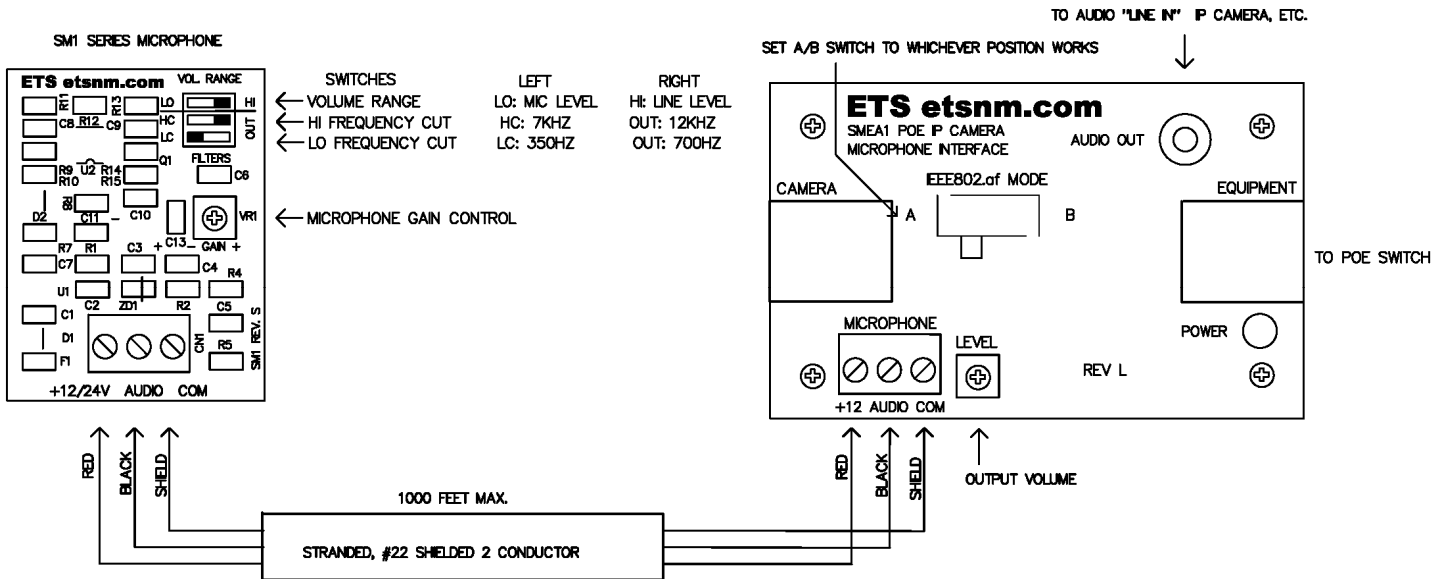 SM1 SERIES MICROPHONE
ETS etsnm.com
VOL. RANGE
R11
R12
R13
LO
HI
HC
OUT
LC
C8
C9
Q1
FILTERS
R9
R10
U2
R14
R15
C6
R8
D2
C11 -
C10
C13
VR1
- GAIN +
R7
R1
C3 +
C7
C4
R4
U1
C2
ZD1
R2
C5
C1
D1
F1
CN1
R5
SM1 REV. S
+12/24V AUDIO COM
SWITCHES LEFT RIGHT
VOLUME RANGE LO: MIC LEVEL HI: LINE LEVEL
HI FREQUENCY CUT HC: 7KHZ OUT: 12KHZ
LO FREQUENCY CUT LC: 350HZ OUT: 700HZ
MICROPHONE GAIN CONTROL
TO AUDIO "LINE IN" IP CAMERA, ETC.
SET A/B SWITCH TO WHICHEVER POSITION WORKS
ETS etsnm.com
SMEA1 POE IP CAMERA
MICROPHONE INTERFACE
AUDIO OUT
IEEE802.af MODE
CAMERA
A
B
EQUIPMENT
TO POE SWITCH
MICROPHONE
LEVEL
POWER
REV L
+12 AUDIO COM
RED
BLACK
SHIELD
RED
BLACK
SHIELD
OUTPUT VOLUME
1000 FEET MAX.
STRANDED, #22 SHIELDED 2 CONDUCTOR